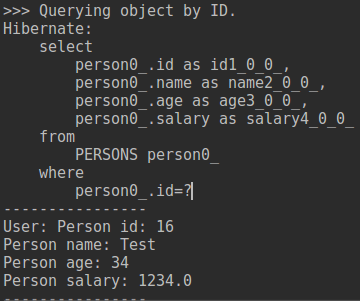 >>> Querying object by ID.
Hibernate:
    select
        person0_.id as id1_0_0_,
        person0_.name as name2_0_0_,
        person0_.age as age3_0_0_,
        person0_.salary as salary4_0_0_
    from
        PERSONS person0_
    where
        person0_.id=?
----------------
User: Person id: 16
Person name: Test
Person age: 34
Person salary: 1234.0
----------------